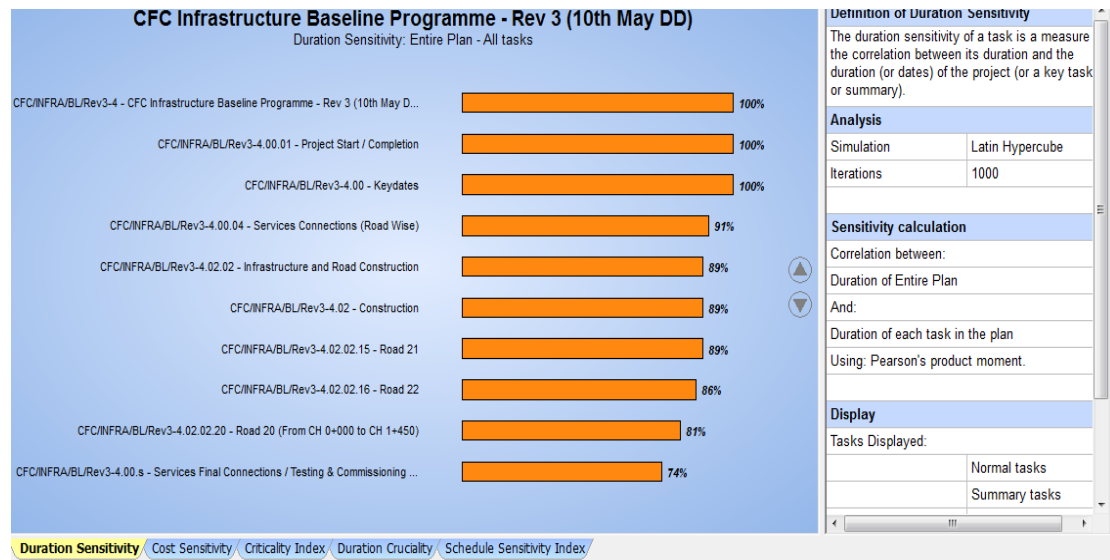 CFC Infrastructure Baseline Programme - Rev 3 (10th May DD)
Duration Sensitivity: Entire Plan - All tasks
CFC/INFRA/BL/Rev3-4 - CFC Infrastructure Baseline Programme - Rev 3 (10th May D...
100%
CFC/INFRA/BL/Rev3-4.00.01 - Project Start / Completion
100%
CFC/INFRA/BL/Rev3-4.00 - Keydates
100%
CFC/INFRA/BL/Rev3-4.00.04 - Services Connections (Road Wise)
91%
CFC/INFRA/BL/Rev3-4.02.02 - Infrastructure and Road Construction
89%
CFC/INFRA/BL/Rev3-4.02 - Construction
89%
CFC/INFRA/BL/Rev3-4.02.02.15 - Road 21
89%
CFC/INFRA/BL/Rev3-4.02.02.16 - Road 22
86%
CFC/INFRA/BL/Rev3-4.02.02.20 - Road 20 (From CH 0+000 to CH 1+450)
81%
CFC/INFRA/BL/Rev3-4.00.s - Services Final Connections / Testing & Commissioning ...
74%
Definition of Duration Sensitivity
The duration sensitivity of a task is a measure
the correlation between its duration and the
duration (or dates) of the project (or a key task
or summary).
Analysis
Simulation Latin Hypercube
Iterations 1000
Sensitivity calculation
Correlation between:
Duration of Entire Plan
And:
Duration of each task in the plan
Using: Pearson's product moment.
Display
Tasks Displayed:
Normal tasks
Summary tasks
Duration Sensitivity Cost Sensitivity Criticality Index Duration Cruciality Schedule Sensitivity Index